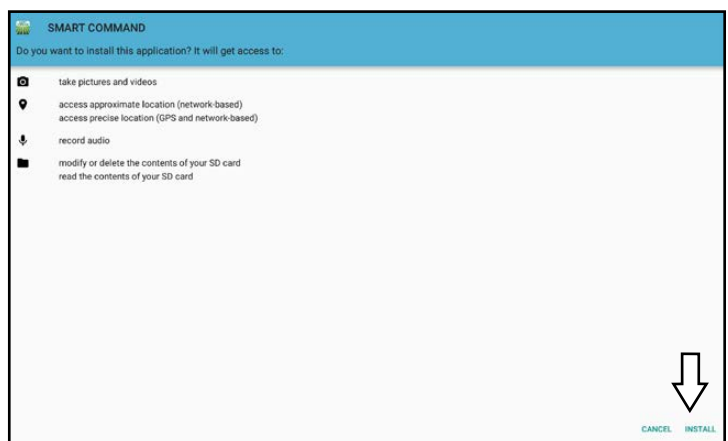 SMART COMMAND
Do you want to install this application? It will get access to:
take pictures and videos
access approximate location (network-based)
access precise location (GPS and network-based)
record audio
modify or delete the contents of your SD card
read the contents of your SD card
CANCEL INSTALL